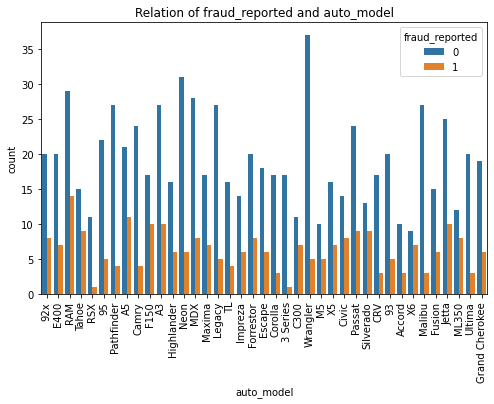 Relation of fraud_reported and auto_model
fraud_reported
0
1
count
35
30
25
20
15
10
5
0
92x
E400
RAM
Tahoe
RSX
95
Pathfinder
A5
Camry
F150
A3
Highlander
Neon
MDX
Maxima
Legacy
TL
Impreza
Forrestor
Escape
Corolla
3 Series
C300
Wrangler
M5
X5
Civic
Passat
Silverado
CRV
93
Accord
X6
Malibu
Fusion
Jetta
ML350
Ultima
Grand Cherokee
auto_model